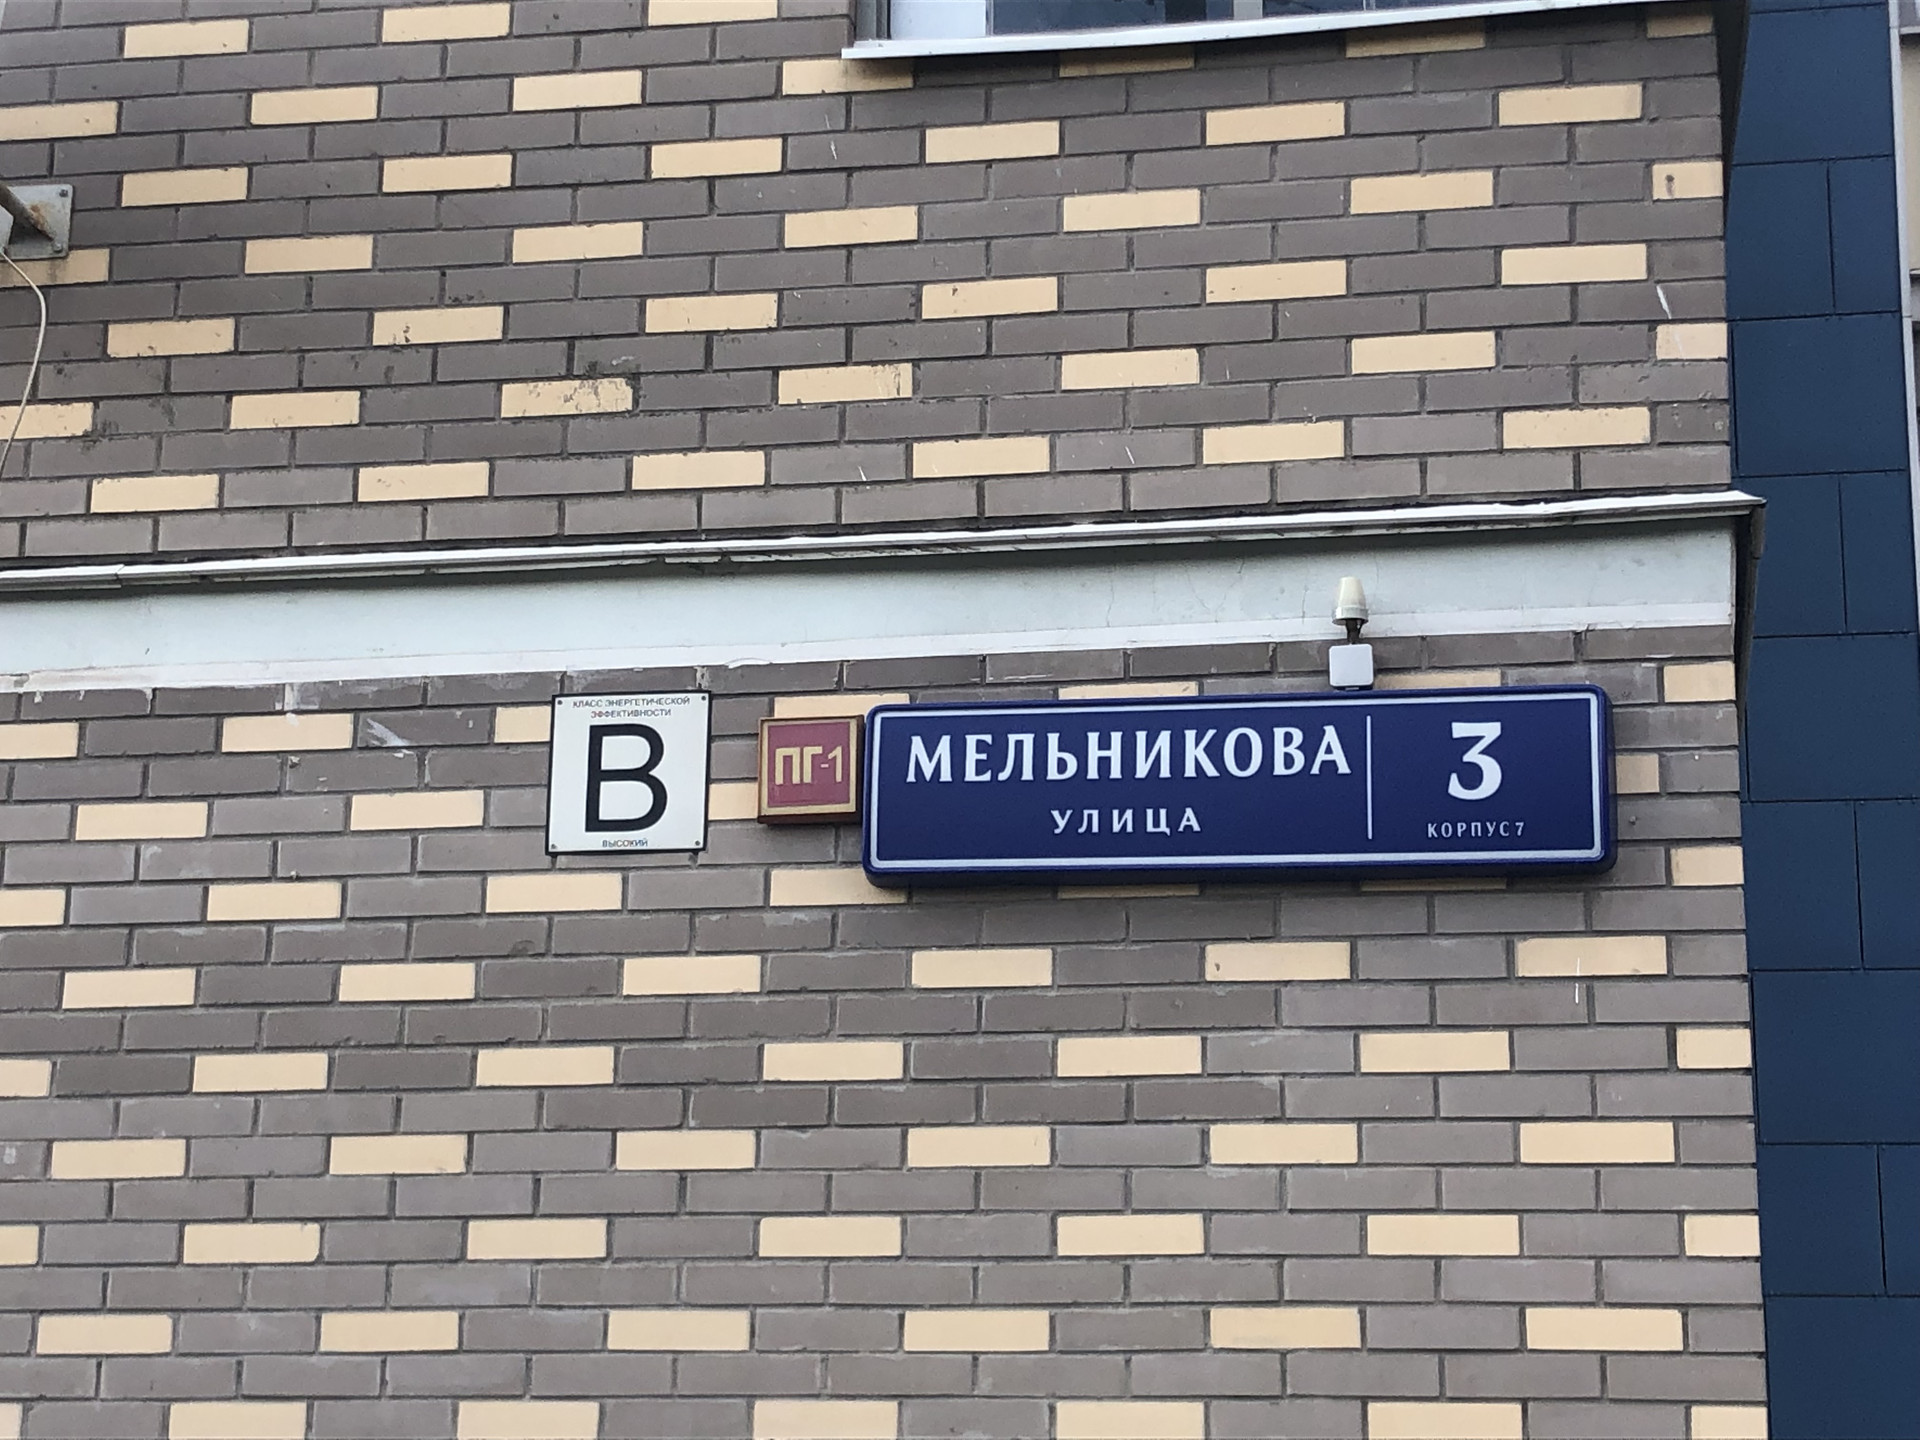 КЛАСС ЭНЕРГЕТИЧЕСКОЙ
ЭФФЕКТИВНОСТИ
B
ВЫСОКИЙ
ПГ-1
МЕЛЬНИКОВА
УЛИЦА
3
КОРПУС 7